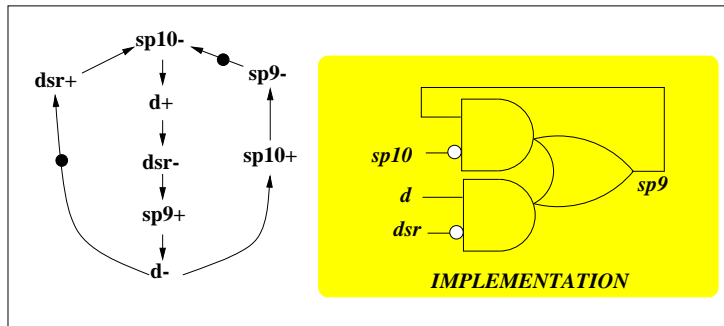 sp10-
dsr+
sp9-
d+
dsr-
sp10+
sp9+
d-
sp10
sp9
d
dsr
IMPLEMENTATION